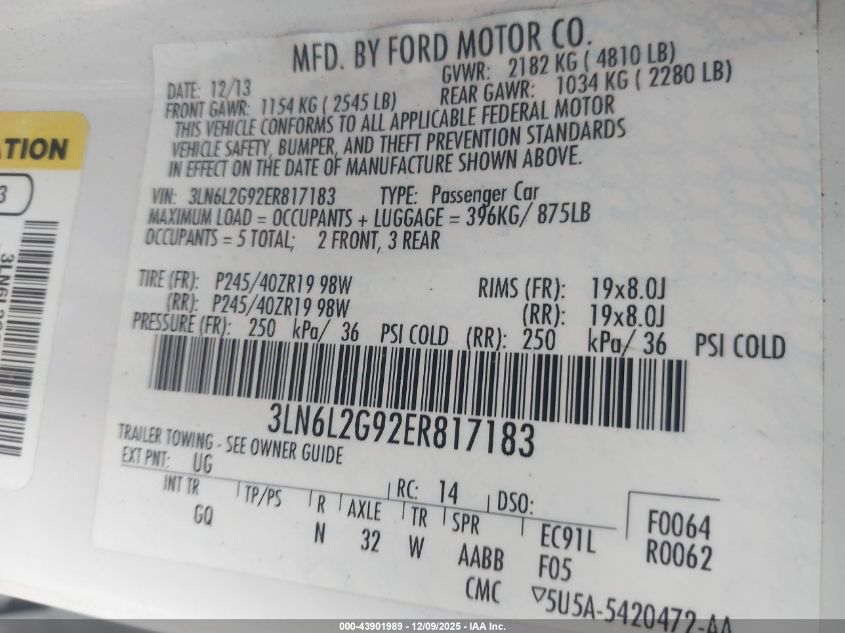 MFD. BY FORD MOTOR CO.
DATE: 12/13 GVWR: 2182 KG ( 4810 LB)
FRONT GAWR: 1154 KG ( 2545 LB) REAR GAWR: 1034 KG ( 2280 LB)
THIS VEHICLE CONFORMS TO ALL APPLICABLE FEDERAL MOTOR
VEHICLE SAFETY, BUMPER, AND THEFT PREVENTION STANDARDS
IN EFFECT ON THE DATE OF MANUFACTURE SHOWN ABOVE.
VIN: 3LN6L2G92ER817183 TYPE: Passenger Car
MAXIMUM LOAD = OCCUPANTS + LUGGAGE = 396KG/ 875LB
OCCUPANTS = 5 TOTAL; 2 FRONT, 3 REAR
TIRE (FR): P245/40ZR19 98W RIMS (FR): 19x8.0J
(RR): P245/40ZR19 98W (RR): 19x8.0J
PRESSURE (FR): 250 kPa/ 36 PSI COLD (RR): 250 kPa/ 36 PSI COLD
3LN6L2G92ER817183
TRAILER TOWING - SEE OWNER GUIDE
EXT PNT: UG RC: 14 DSO:
INT TR TP/PS R AXLE TR SPR EC91L F0064
GQ N 32 W AABB F05 R0062
CMC ▽5U5A-5420472-AA
ATION
3
3LN6L2G
000-43901989 - 12/09/2025 - IAA Inc.